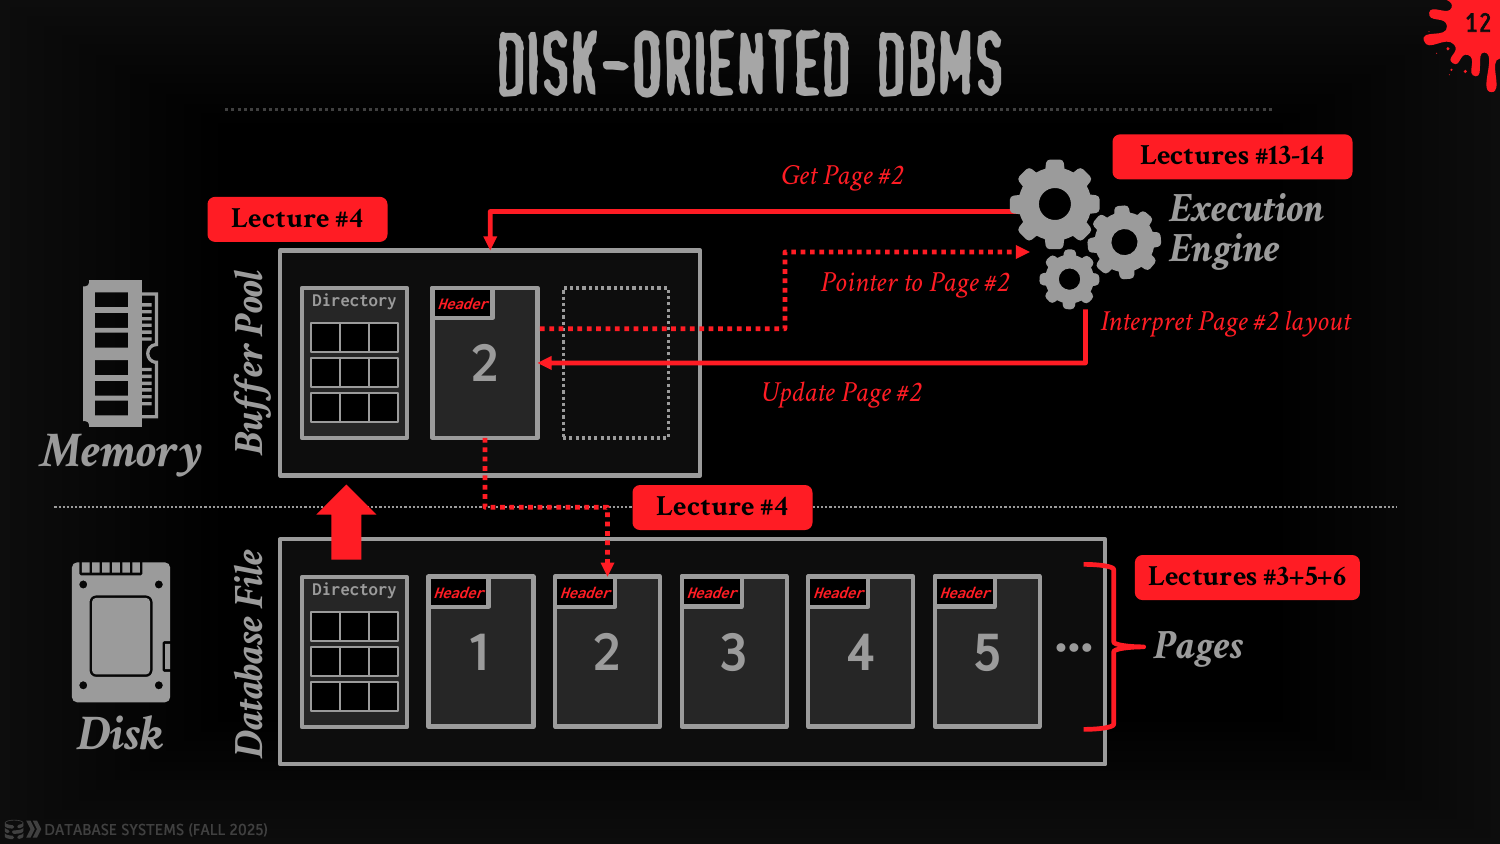 12
DISK-ORIENTED DBMS
Lectures #13-14
Get Page #2
Execution
Engine
Lecture #4
Pointer to Page #2
Interpret Page #2 layout
Update Page #2
Buffer Pool
Directory
Header
2
Memory
Lecture #4
Lectures #3+5+6
Database File
Directory
Header
1
Header
2
Header
3
Header
4
Header
5
...
Pages
Disk
DATABASE SYSTEMS (FALL 2025)